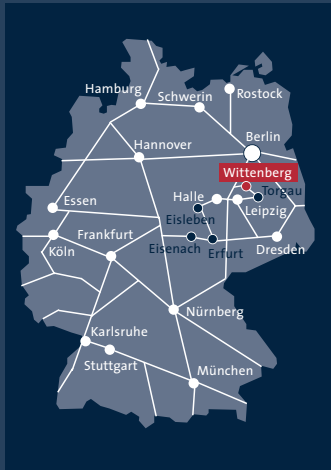 Hamburg
Schwerin
Rostock
Hannover
Berlin
Wittenberg
Torgau
Essen
Halle
Leipzig
Eisleben
Köln
Frankfurt
Eisenach
Erfurt
Dresden
Nürnberg
Karlsruhe
Stuttgart
München